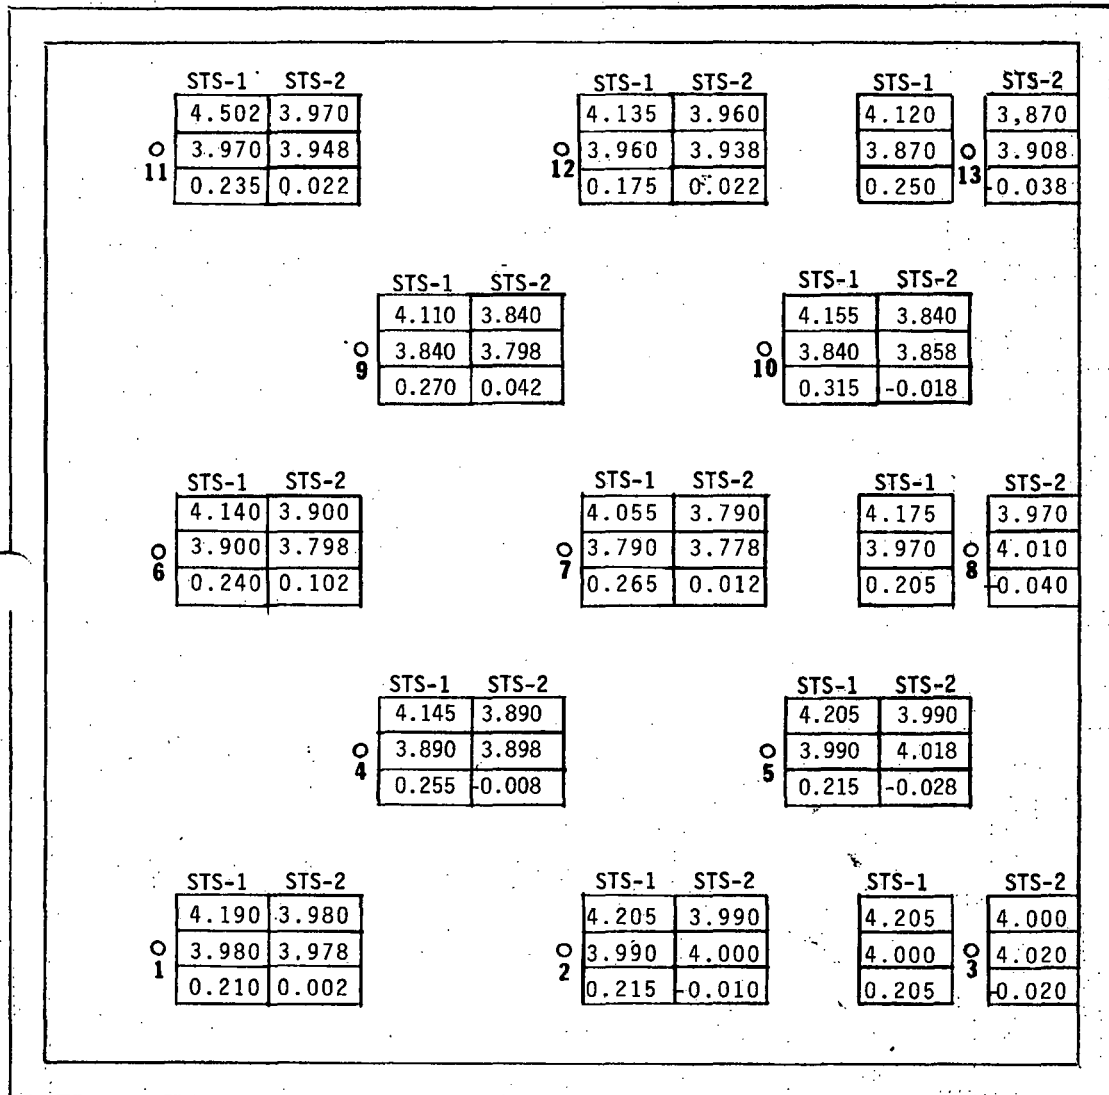 STS-1 STS-2 STS-1 STS-2 STS-1 STS-2
4.502 3.970 4.135 3.960 4.120 3,870
3.970 3.948 3.960 3.938 3.870 3.908
11 12 13
0.235 0.022 0.175 0.022 0.250 -0.038
STS-1 STS-2 STS-1 STS-2
4.110 3.840 4.155 3.840
3.840 3.798 3.840 3.858
9 10
0.270 0.042 0.315 -0.018
STS-1 STS-2 STS-1 STS-2 STS-1 STS-2
4.140 3.900 4.055 3.790 4.175 3.970
3.900 3.798 3.790 3.778 3.970 4.010
6 7 8
0.240 0.102 0.265 0.012 0.205 -0.040
STS-1 STS-2 STS-1 STS-2
4.145 3.890 4.205 3.990
3.890 3.898 3.990 4.018
4 5
0.255 -0.008 0.215 -0.028
STS-1 STS-2 STS-1 STS-2 STS-1 STS-2
4.190 3.980 4.205 3.990 4.205 4.000
3.980 3.978 3.990 4.000 4.000 4.020
1 2 3
0.210 0.002 0.215 -0.010 0.205 -0.020